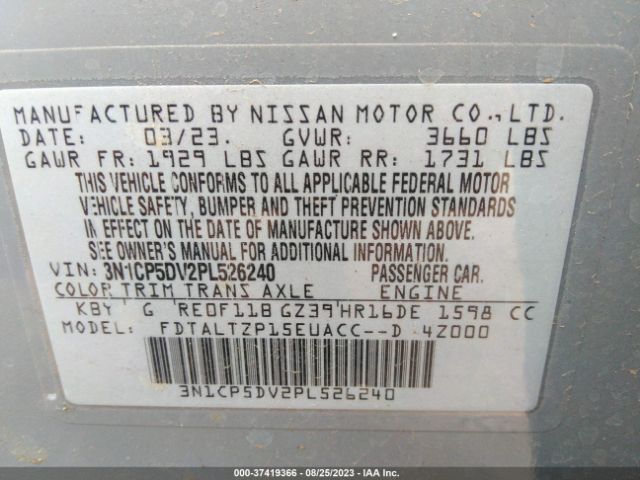 MANUFACTURED BY NISSAN MOTOR CO., LTD.
DATE: 03/23. GVWR: 3660 LBS
GAWR FR: 1929 LBS GAWR RR: 1731 LBS
THIS VEHICLE CONFORMS TO ALL APPLICABLE FEDERAL MOTOR
VEHICLE SAFETY, BUMPER AND THEFT PREVENTION STANDARDS
IN EFFECT ON THE DATE OF MANUFACTURE SHOWN ABOVE.
SEE OWNER'S MANUAL FOR ADDITIONAL INFORMATION.
VIN: 3N1CP5DV2PL526240 PASSENGER CAR.
COLOR TRIM TRANS AXLE ENGINE
KBY G RE0F11B GZ39 HR16DE 1598 CC
MODEL: FDTALTZP15EUACC--D 4Z000
3N1CP5DV2PL526240
000-37419366 - 08/25/2023 - IAA Inc.